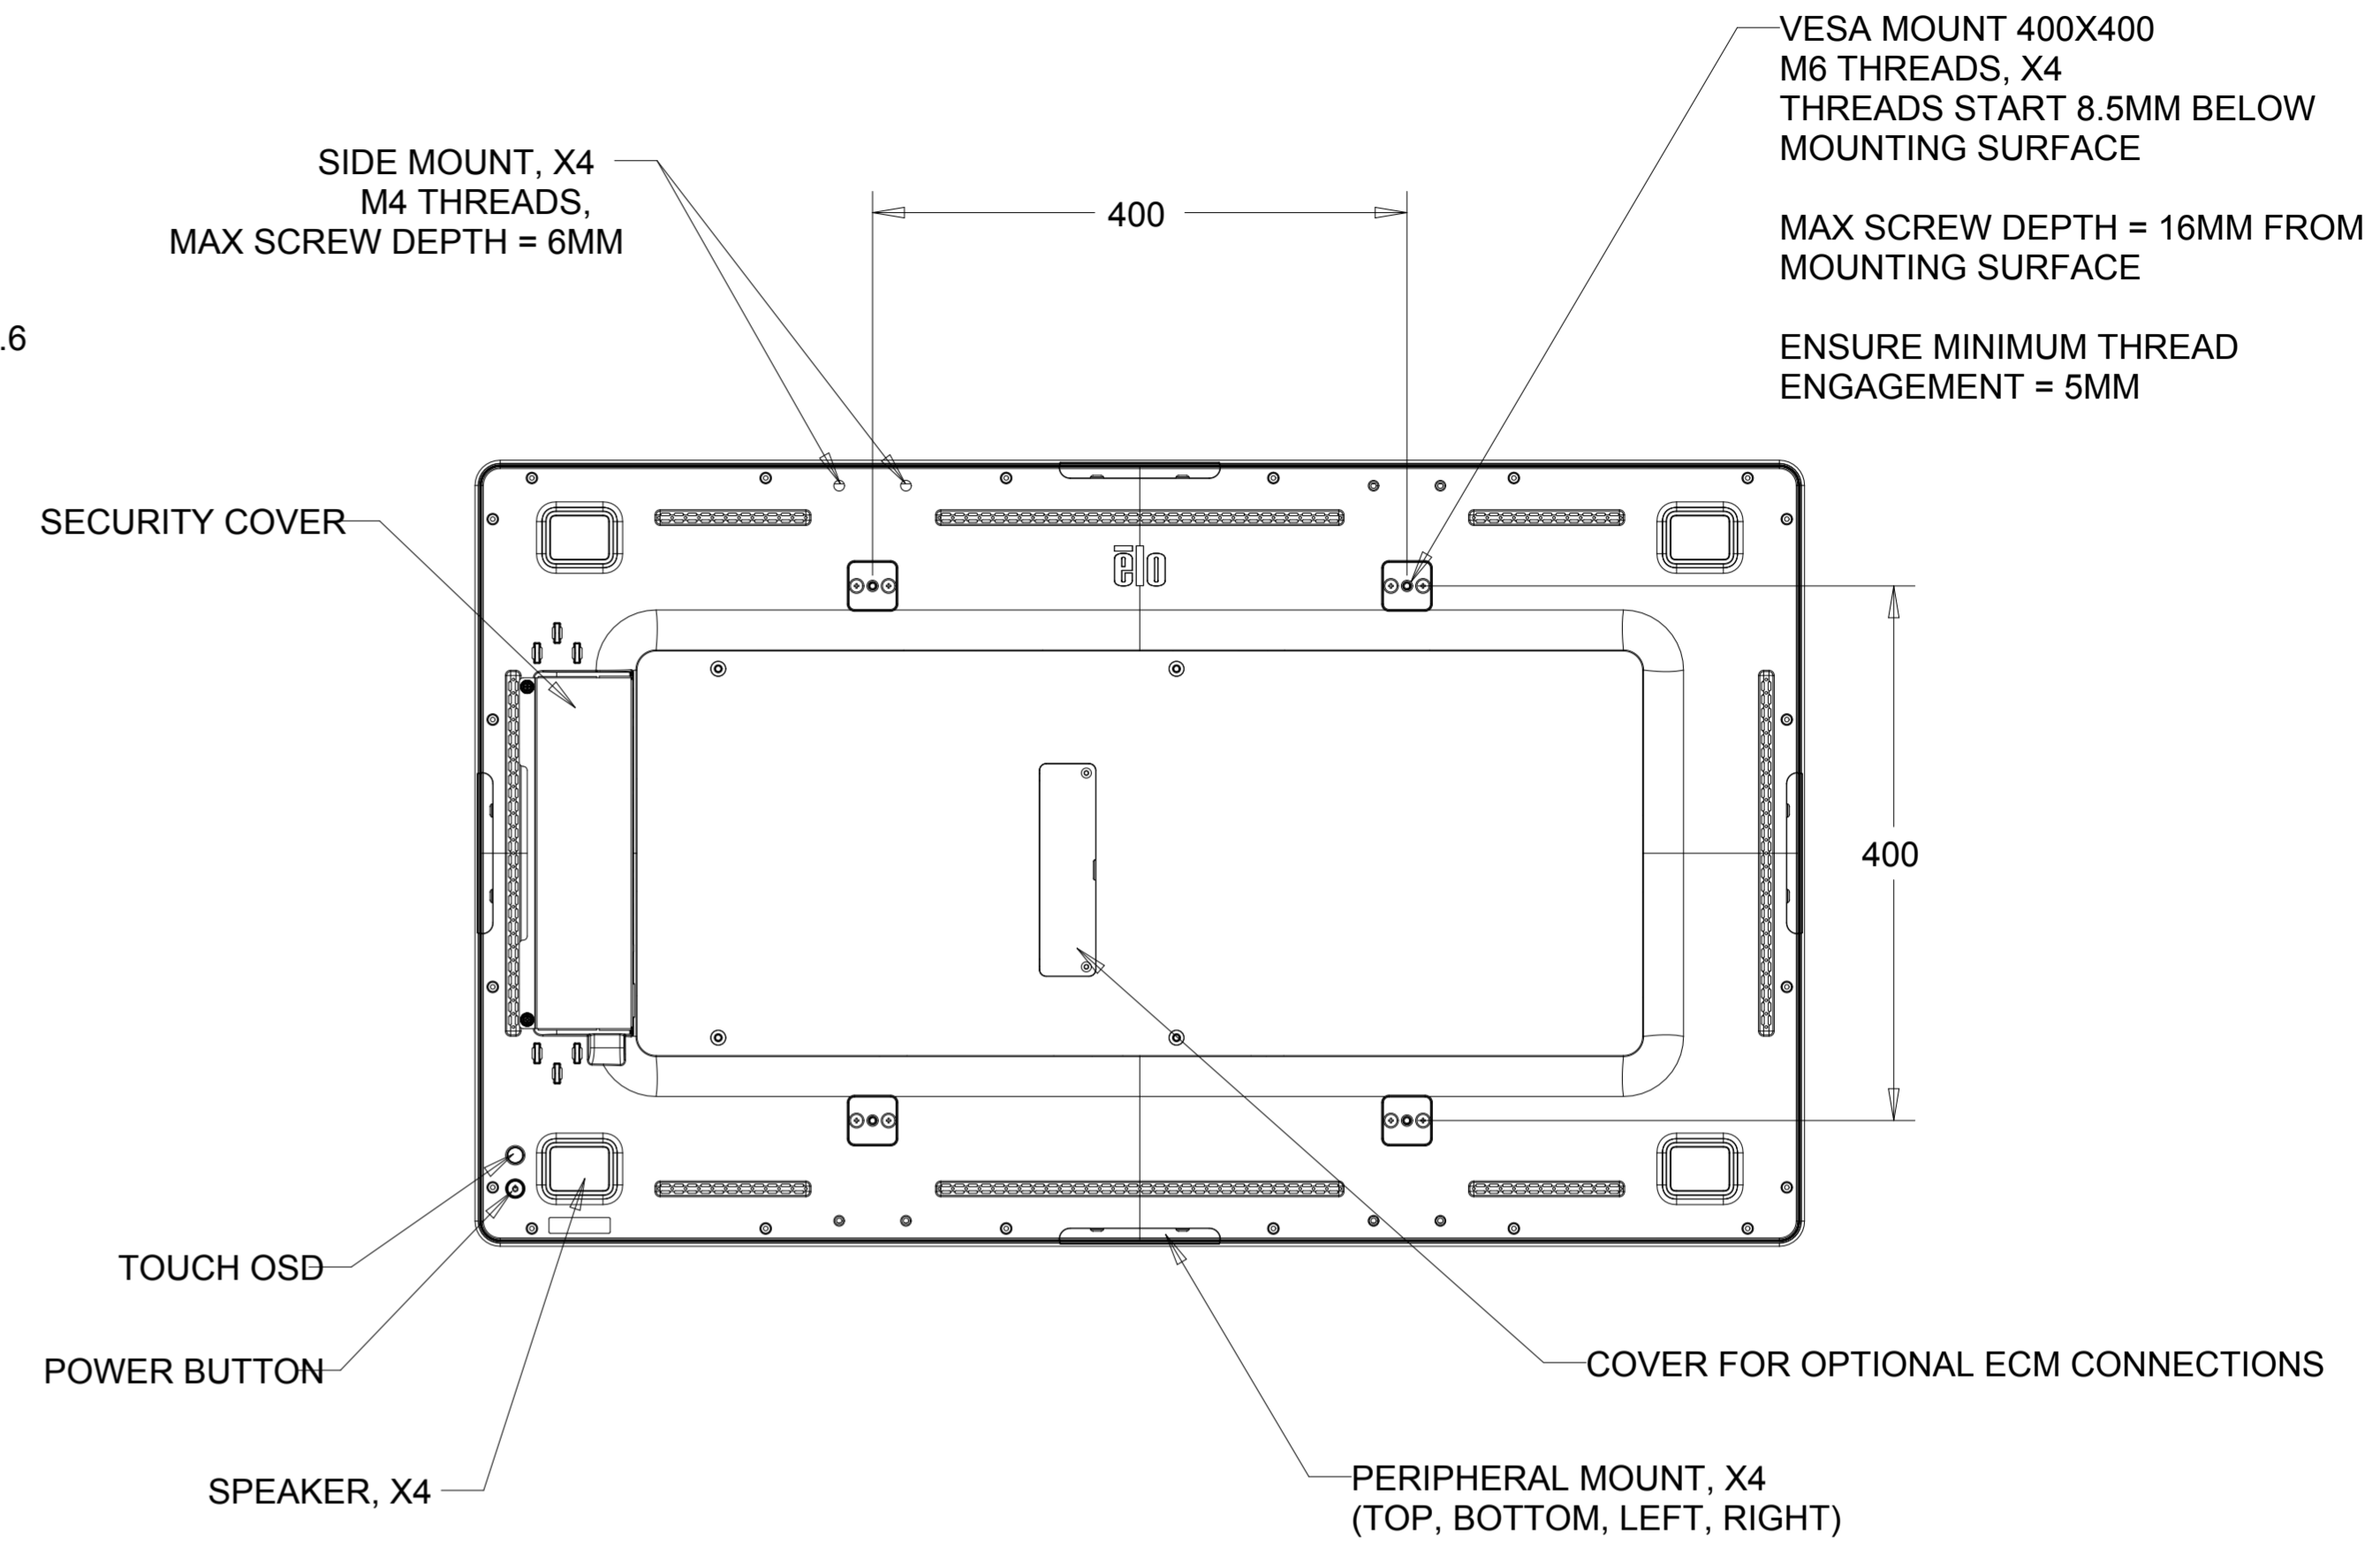 VESA MOUNT 400X400
M6 THREADS, X4
THREADS START 8.5MM BELOW
MOUNTING SURFACE
MAX SCREW DEPTH = 16MM FROM
MOUNTING SURFACE
ENSURE MINIMUM THREAD
ENGAGEMENT = 5MM
SIDE MOUNT, X4
M4 THREADS,
MAX SCREW DEPTH = 6MM
400
.6
SECURITY COVER
elo
400
TOUCH OSD
POWER BUTTON
SPEAKER, X4
COVER FOR OPTIONAL ECM CONNECTIONS
PERIPHERAL MOUNT, X4
(TOP, BOTTOM, LEFT, RIGHT)